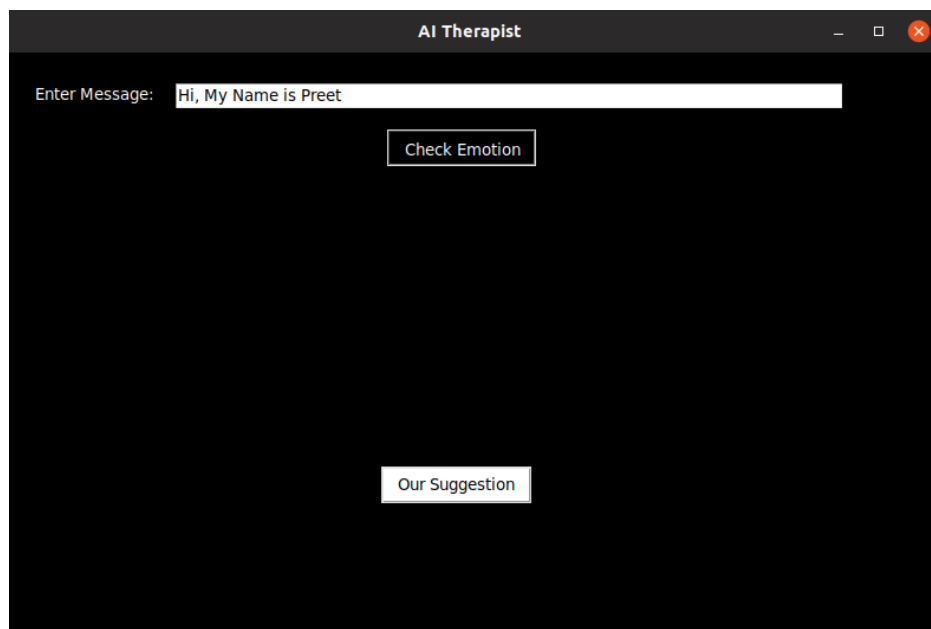 AI Therapist
Enter Message: Hi, My Name is Preet
Check Emotion
Our Suggestion